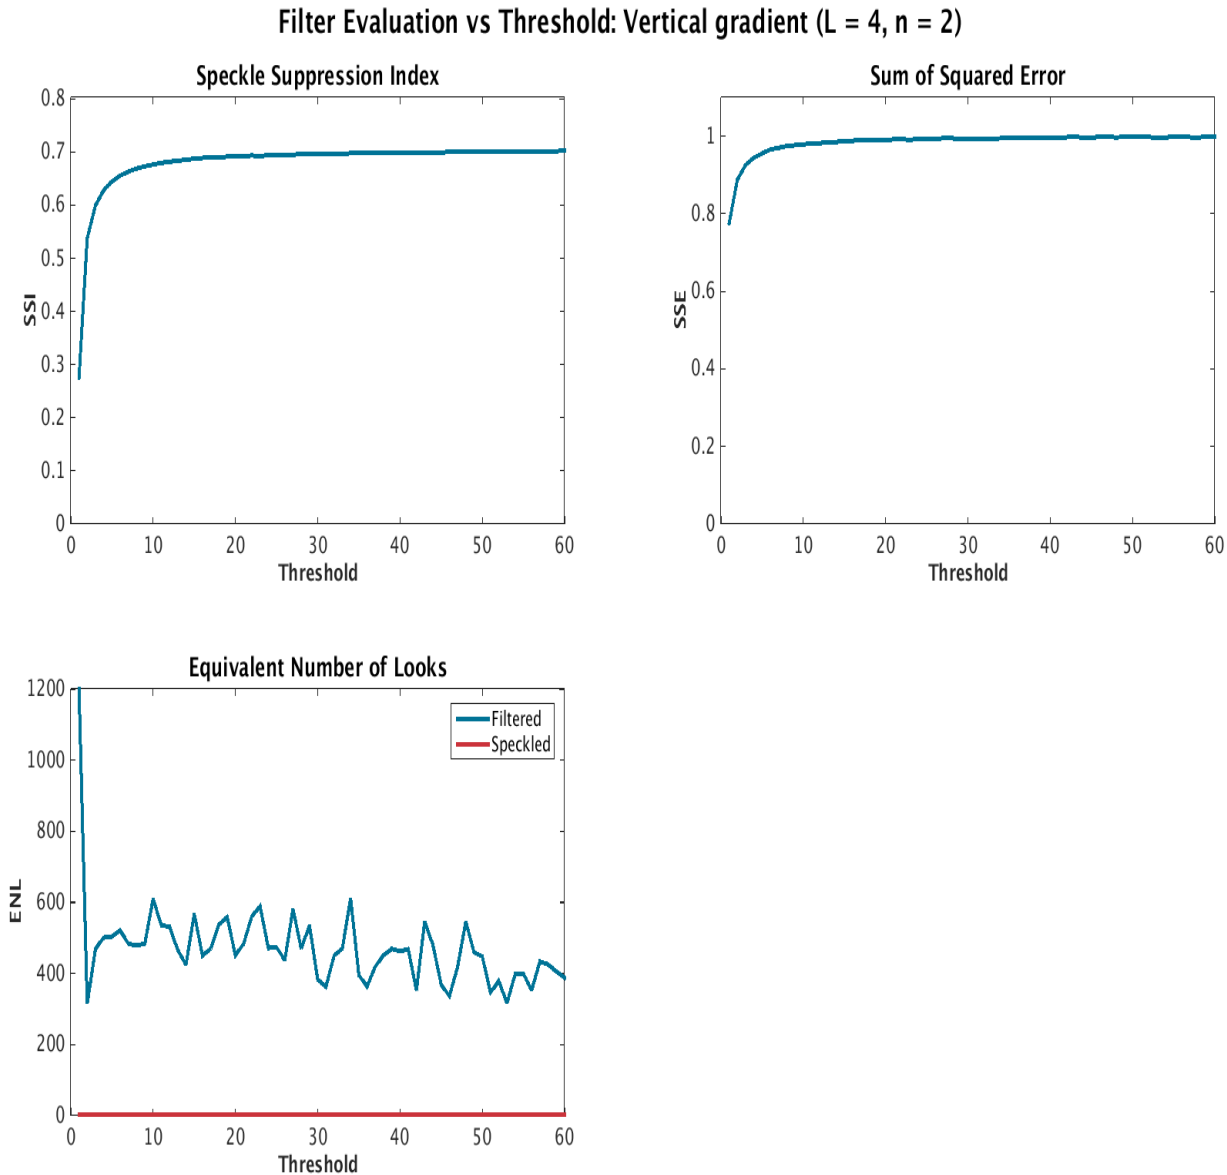 Filter Evaluation vs Threshold: Vertical gradient (L = 4, n = 2)
Speckle Suppression Index
0.8
0.7
0.6
0.5
0.4
0.3
0.2
0.1
0
SSI
0 10 20 30 40 50 60
Threshold
Sum of Squared Error
1
0.8
0.6
0.4
0.2
0
SSE
0 10 20 30 40 50 60
Threshold
Equivalent Number of Looks
1200
1000
800
600
400
200
0
ENL
Filtered
Speckled
0 10 20 30 40 50 60
Threshold